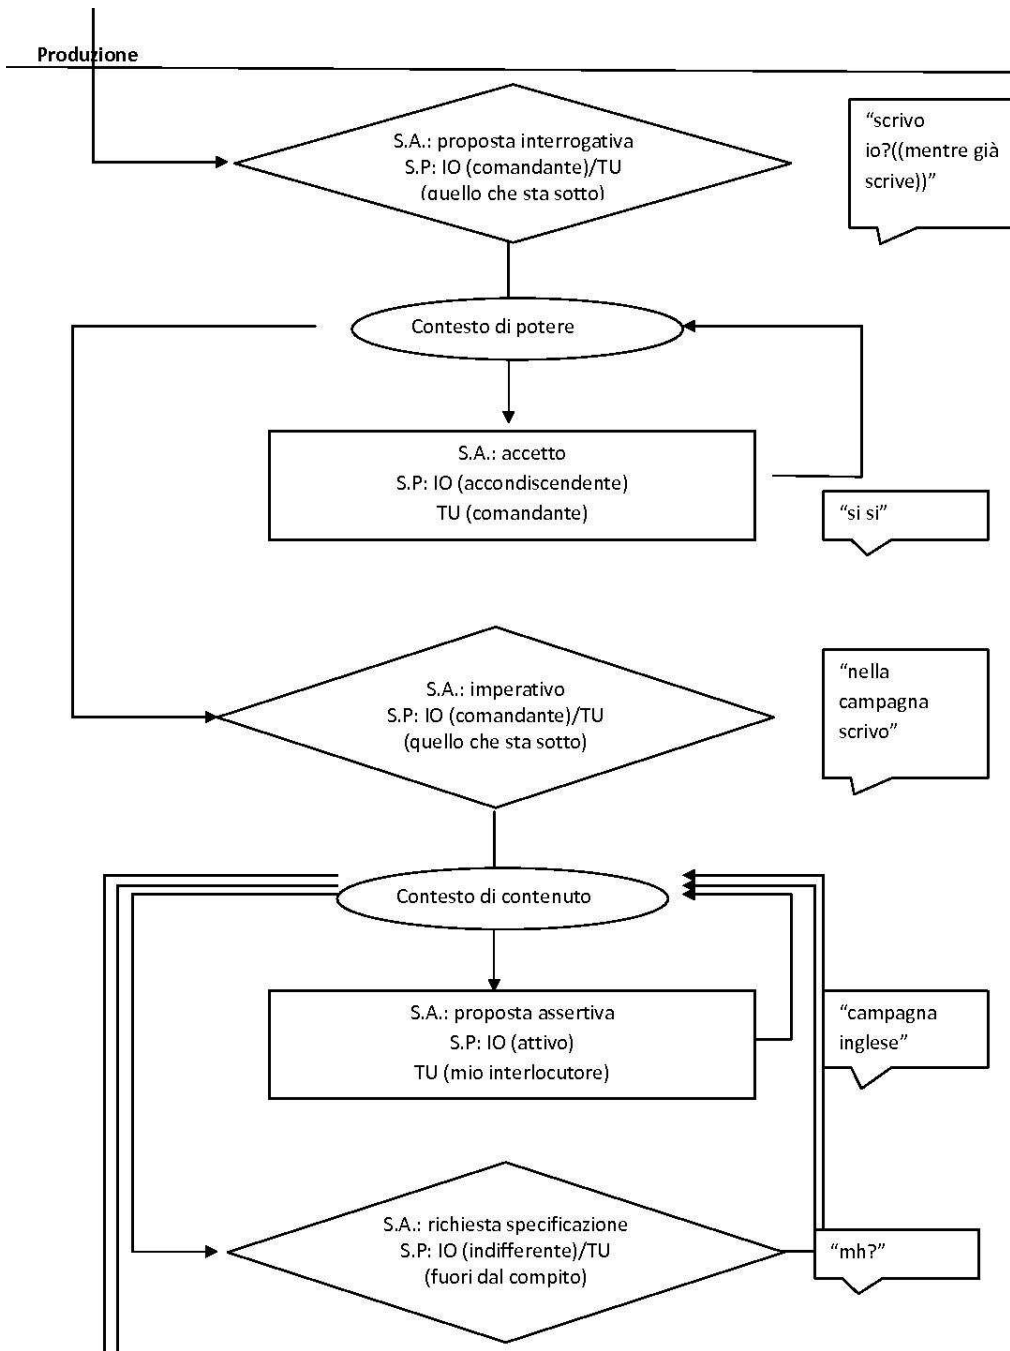 Produzione
S.A.: proposta interrogativa
S.P: IO (comandante)/TU
(quello che sta sotto)
“scrivo
io?((mentre già
scrive))”
Contesto di potere
S.A.: accetto
S.P: IO (accondiscendente)
TU (comandante)
“si si”
S.A.: imperativo
S.P: IO (comandante)/TU
(quello che sta sotto)
“nella
campagna
scrivo”
Contesto di contenuto
S.A.: proposta assertiva
S.P: IO (attivo)
TU (mio interlocutore)
“campagna
inglese”
S.A.: richiesta specificazione
S.P: IO (indifferente)/TU
(fuori dal compito)
“mh?”